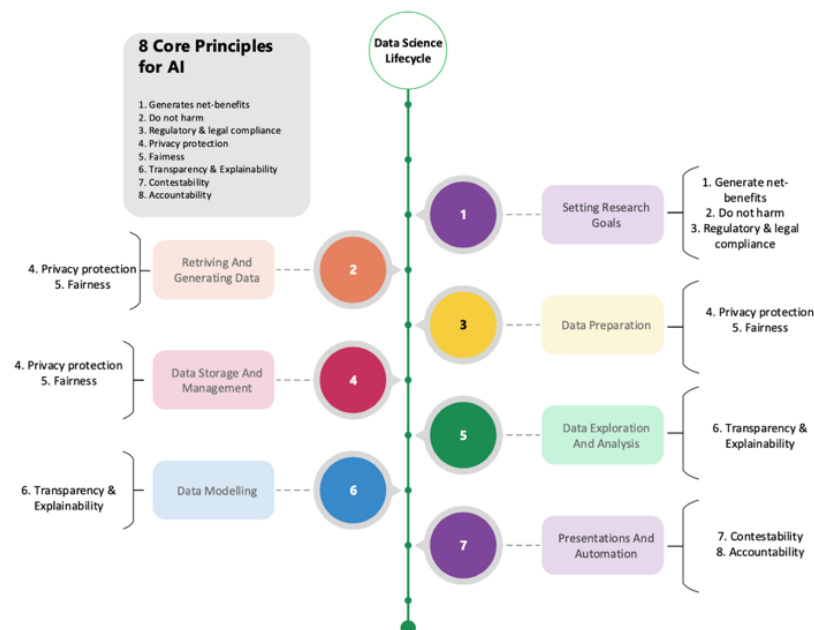 8 Core Principles
for AI
1. Generates net-benefits
2. Do not harm
3. Regulatory & legal compliance
4. Privacy protection
5. Fairness
6. Transparency & Explainability
7. Contestability
8. Accountability
Data Science
Lifecycle
1
Setting Research
Goals
1. Generate net-
benefits
2. Do not harm
3. Regulatory & legal
compliance
4. Privacy protection
5. Fairness
Retriving And
Generating Data
2
3
Data Preparation
4. Privacy protection
5. Fairness
4. Privacy protection
5. Fairness
Data Storage And
Management
4
5
Data Exploration
And Analysis
6. Transparency &
Explainability
6. Transparency &
Explainability
Data Modelling
6
7
Presentations And
Automation
7. Contestability
8. Accountability